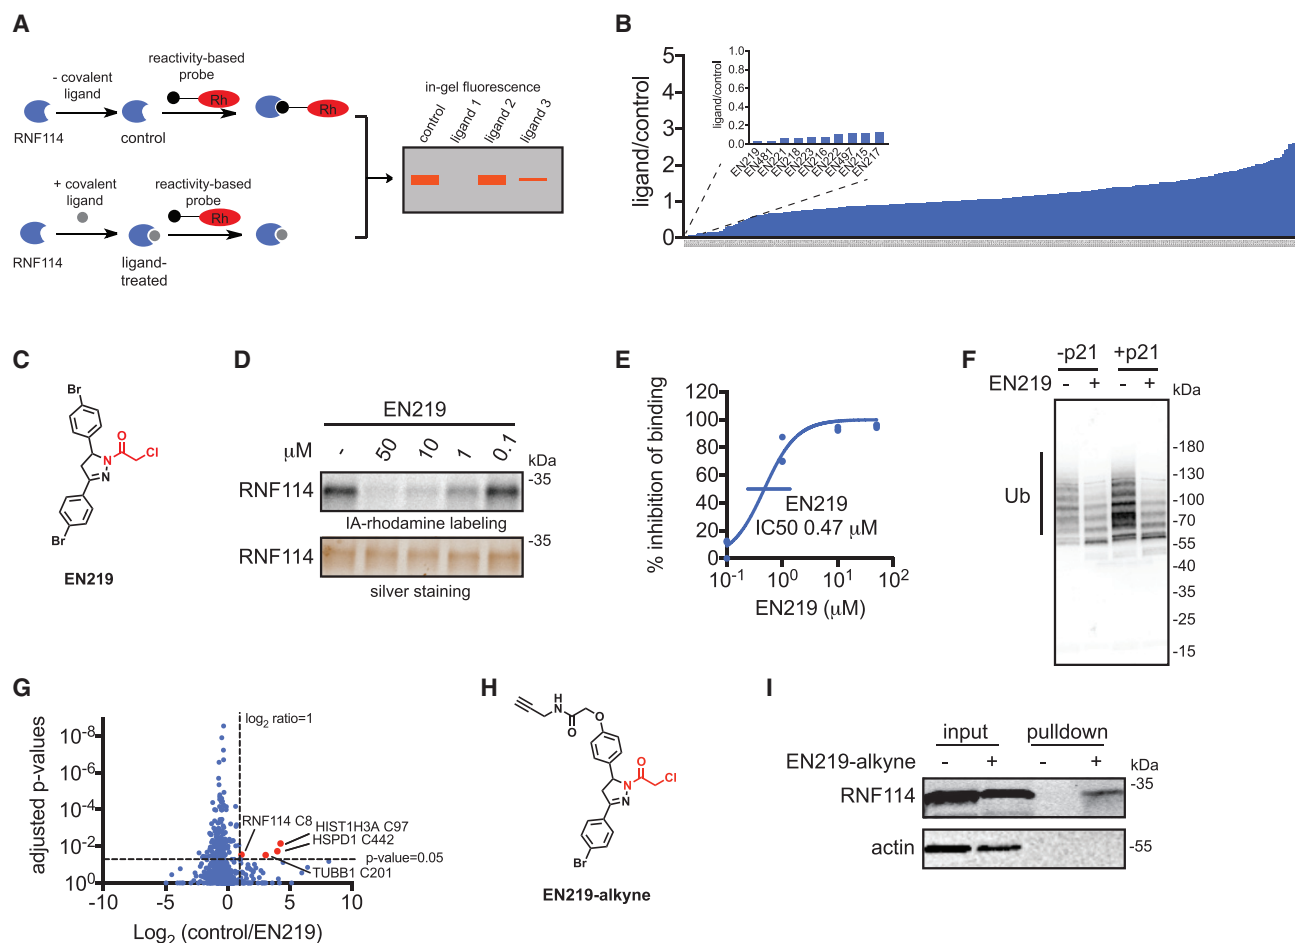 A
- covalent
ligand
reactivity-based
probe
Rh
Rh
RNF114
control
+ covalent
ligand
reactivity-based
probe
Rh
RNF114
ligand-
treated
in-gel fluorescence
control
ligand 1
ligand 2
ligand 3
B
ligand/control
5
4
3
2
1
0
ligand/control
1.0
0.8
0.6
0.4
0.2
0.0
EN219
EN481
EN221
EN218
EN223
EN216
EN222
EN497
EN215
EN217
C
Br
O
Cl
N
N
Br
EN219
D
EN219
μM - 50 10 1 0.1
kDa
RNF114
-35
IA-rhodamine labeling
RNF114
-35
silver staining
E
% inhibition of binding
120
100
80
60
40
20
0
EN219
IC50 0.47 μM
10-1 100 101 102
EN219 (μM)
F
-p21 +p21
EN219 - + - +
kDa
Ub
-180
-130
-100
-70
-55
-40
-35
-25
-15
G
adjusted p-values
10-8
10-6
10-4
10-2
100
log2 ratio=1
RNF114 C8
HIST1H3A C97
HSPD1 C442
p-value=0.05
TUBB1 C201
-10 -5 0 5 10
Log2 (control/EN219)
H
H
N
O
O
O
Cl
N
N
Br
EN219-alkyne
I
input pulldown
EN219-alkyne - + - +
kDa
RNF114
-35
actin
-55